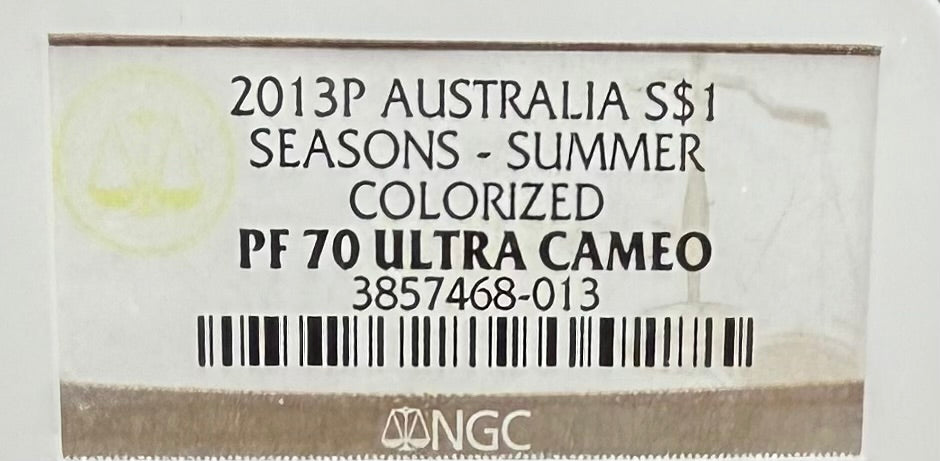 2013P AUSTRALIA S$1
SEASONS - SUMMER
COLORIZED
PF 70 ULTRA CAMEO
3857468-013
NGC